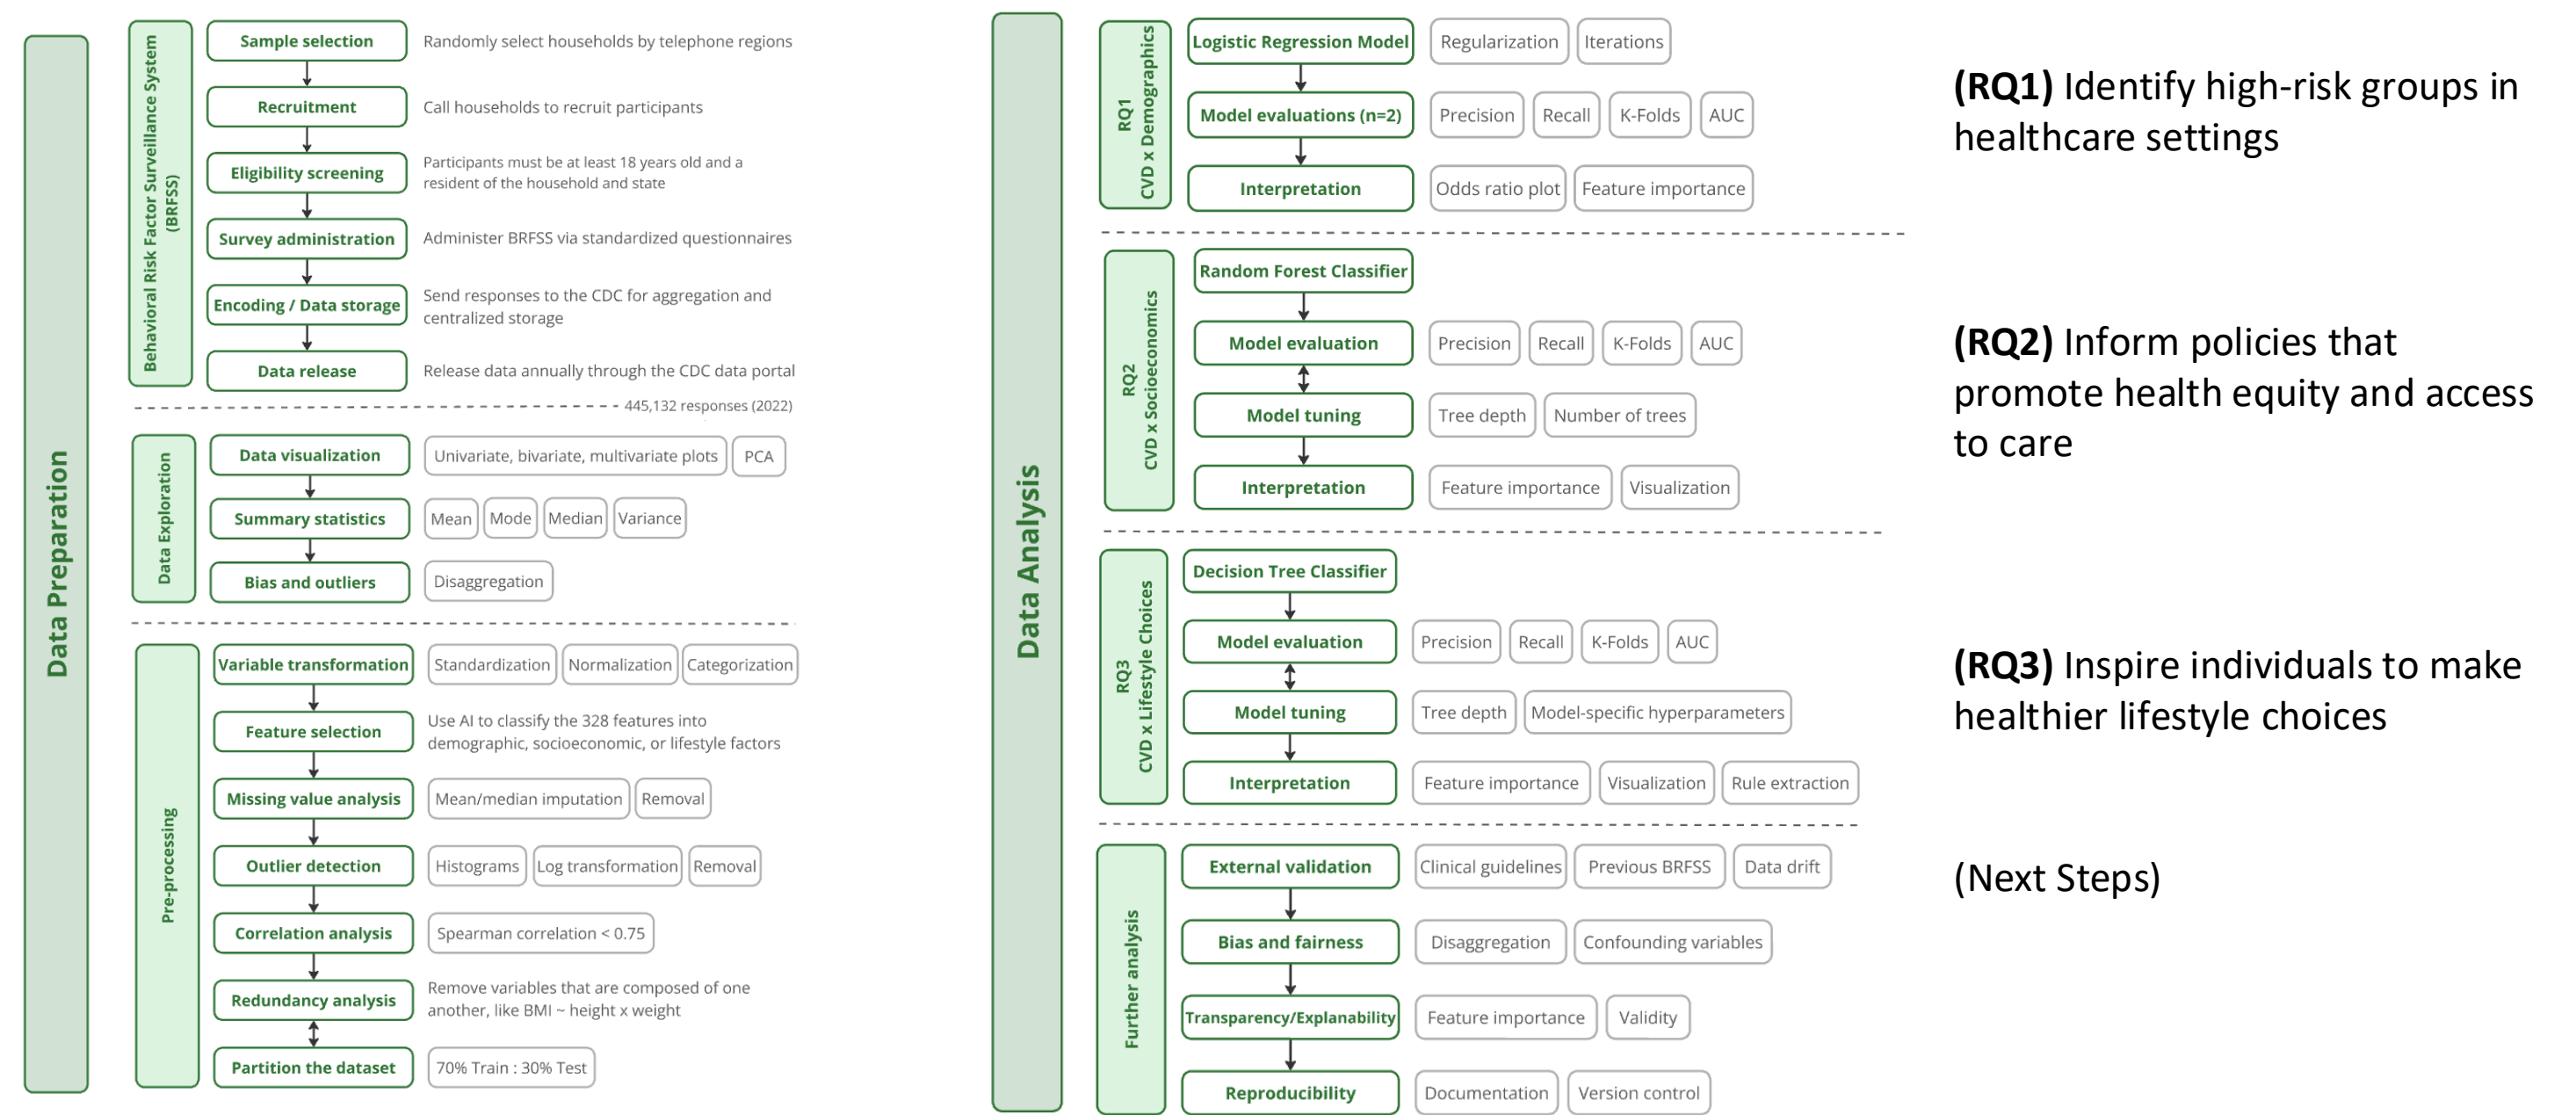 Data Preparation
Behavioral Risk Factor Surveillance System
(BRFSS)
Sample selection
Randomly select households by telephone regions
Recruitment
Call households to recruit participants
Eligibility screening
Participants must be at least 18 years old and a
resident of the household and state
Survey administration
Administer BRFSS via standardized questionnaires
Encoding / Data storage
Send responses to the CDC for aggregation and
centralized storage
Data release
Release data annually through the CDC data portal
445,132 responses (2022)
Data Exploration
Data visualization
Univariate, bivariate, multivariate plots
PCA
Summary statistics
Mean
Mode
Median
Variance
Bias and outliers
Disaggregation
Pre-processing
Variable transformation
Standardization
Normalization
Categorization
Feature selection
Use AI to classify the 328 features into
demographic, socioeconomic, or lifestyle factors
Missing value analysis
Mean/median imputation
Removal
Outlier detection
Histograms
Log transformation
Removal
Correlation analysis
Spearman correlation < 0.75
Redundancy analysis
Remove variables that are composed of one
another, like BMI ~ height x weight
Partition the dataset
70% Train : 30% Test
Data Analysis
RQ1
CVD x Demographics
Logistic Regression Model
Regularization
Iterations
Model evaluations (n=2)
Precision
Recall
K-Folds
AUC
Interpretation
Odds ratio plot
Feature importance
RQ2
CVD x Socioeconomics
Random Forest Classifier
Model evaluation
Precision
Recall
K-Folds
AUC
Model tuning
Tree depth
Number of trees
Interpretation
Feature importance
Visualization
RQ3
CVD x Lifestyle Choices
Decision Tree Classifier
Model evaluation
Precision
Recall
K-Folds
AUC
Model tuning
Tree depth
Model-specific hyperparameters
Interpretation
Feature importance
Visualization
Rule extraction
Further analysis
External validation
Clinical guidelines
Previous BRFSS
Data drift
Bias and fairness
Disaggregation
Confounding variables
Transparency/Explanability
Feature importance
Validity
Reproducibility
Documentation
Version control
(RQ1) Identify high-risk groups in
healthcare settings
(RQ2) Inform policies that
promote health equity and access
to care
(RQ3) Inspire individuals to make
healthier lifestyle choices
(Next Steps)